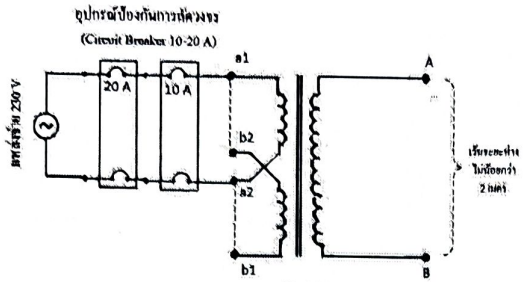 อุปกรณ์ป้องกันการลัดวงจร
(Circuit Breaker 10-20 A)
a1
A
20 A
10 A
แหล่งจ่าย 230 V
b2
a2
เว้นระยะห่าง
ไม่น้อยกว่า
2 เมตร
b1
B